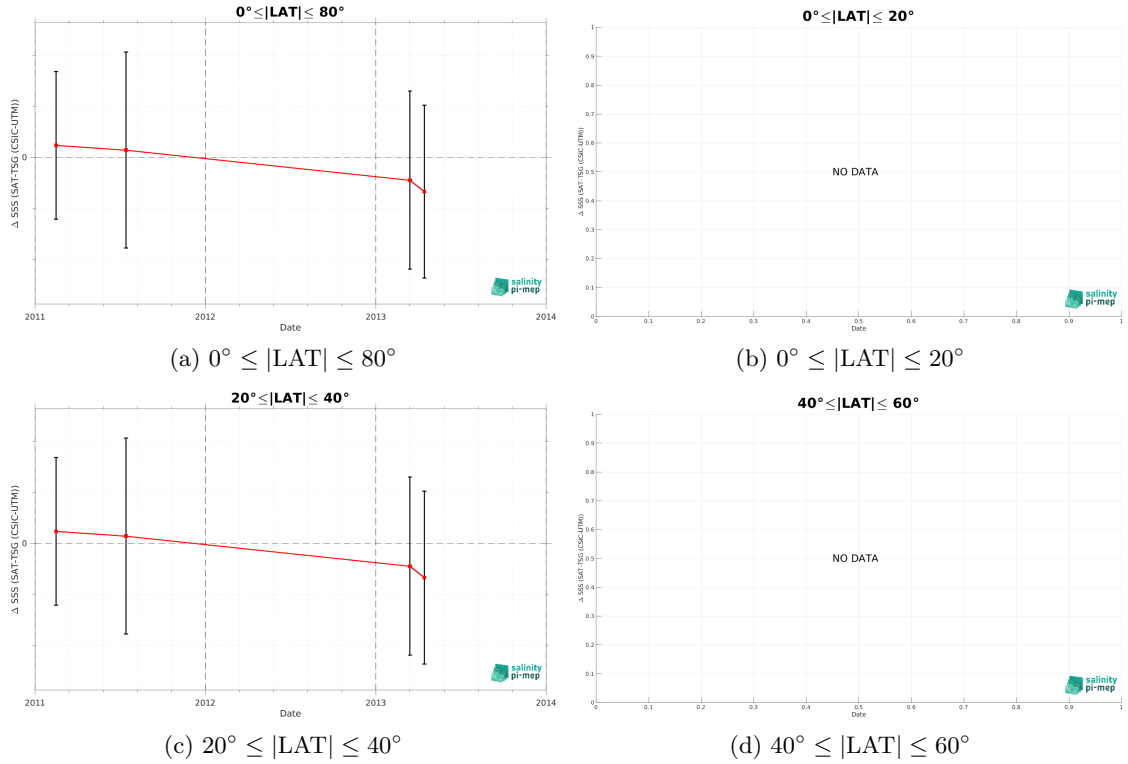 0°≤|LAT|≤ 80°
Δ SSS (SAT-TSG (CSIC-UTM))
0
2011
2012
2013
2014
Date
salinity
pi-mep
(a) 0° ≤ |LAT| ≤ 80°
0°≤|LAT|≤ 20°
Δ SSS (SAT-TSG (CSIC-UTM))
1
0.9
0.8
0.7
0.6
0.5
0.4
0.3
0.2
0.1
0
NO DATA
0
0.1
0.2
0.3
0.4
0.5
0.6
0.7
0.8
0.9
1
Date
salinity
pi-mep
(b) 0° ≤ |LAT| ≤ 20°
20°≤|LAT|≤ 40°
Δ SSS (SAT-TSG (CSIC-UTM))
0
2011
2012
2013
2014
Date
salinity
pi-mep
(c) 20° ≤ |LAT| ≤ 40°
40°≤|LAT|≤ 60°
Δ SSS (SAT-TSG (CSIC-UTM))
1
0.9
0.8
0.7
0.6
0.5
0.4
0.3
0.2
0.1
0
NO DATA
0
0.1
0.2
0.3
0.4
0.5
0.6
0.7
0.8
0.9
1
Date
salinity
pi-mep
(d) 40° ≤ |LAT| ≤ 60°